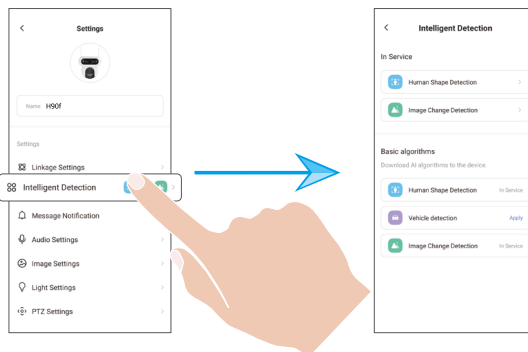 Settings
Name H90f
Settings
Linkage Settings
Intelligent Detection
Message Notification
Audio Settings
Image Settings
Light Settings
PTZ Settings
Intelligent Detection
In Service
Human Shape Detection
Image Change Detection
Basic algorithms
Download AI algorithms to the device.
Human Shape Detection In Service
Vehicle detection Apply
Image Change Detection In Service